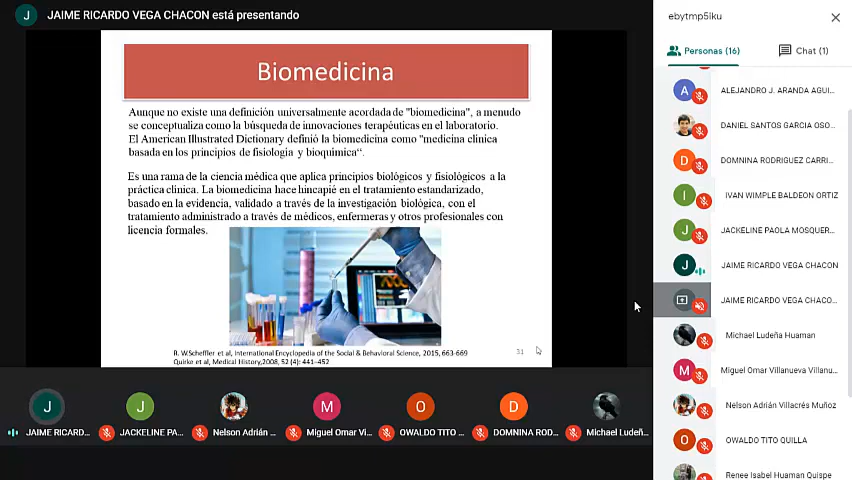 J JAIME RICARDO VEGA CHACON está presentando
Biomedicina
Aunque no existe una definición universalmente acordada de "biomedicina", a menudo
se conceptualiza como la búsqueda de innovaciones terapéuticas en el laboratorio.
El American Illustrated Dictionary definió la biomedicina como "medicina clínica
basada en los principios de fisiología y bioquímica“.
Es una rama de la ciencia médica que aplica principios biológicos y fisiológicos a la
práctica clínica. La biomedicina hace hincapié en el tratamiento estandarizado,
basado en la evidencia, validado a través de la investigación biológica, con el
tratamiento administrado a través de médicos, enfermeras y otros profesionales con
licencia formales.
R. W.Scheffler et al, International Encyclopedia of the Social & Behavioral Science, 2015, 663-669
Quirke et al, Medical History,2008, 52 (4): 441–452
31
J JAIME RICARD...
J JACKELINE PA...
Nelson Adrián ...
M Miguel Omar Vi...
O OWALDO TITO ...
D DOMNINA ROD...
Michael Ludeñ...
ebytmp5iku
Personas (16)
Chat (1)
A ALEJANDRO J. ARANDA AGUI...
DANIEL SANTOS GARCIA OSO...
D DOMNINA RODRIGUEZ CARRI...
I IVAN WIMPLE BALDEON ORTIZ
J JACKELINE PAOLA MOSQUER...
J JAIME RICARDO VEGA CHACON
JAIME RICARDO VEGA CHACO...
Michael Ludeña Huaman
M Miguel Omar Villanueva Villanu...
Nelson Adrián Villacrés Muñoz
O OWALDO TITO QUILLA
Renee Isabel Huaman Quispe